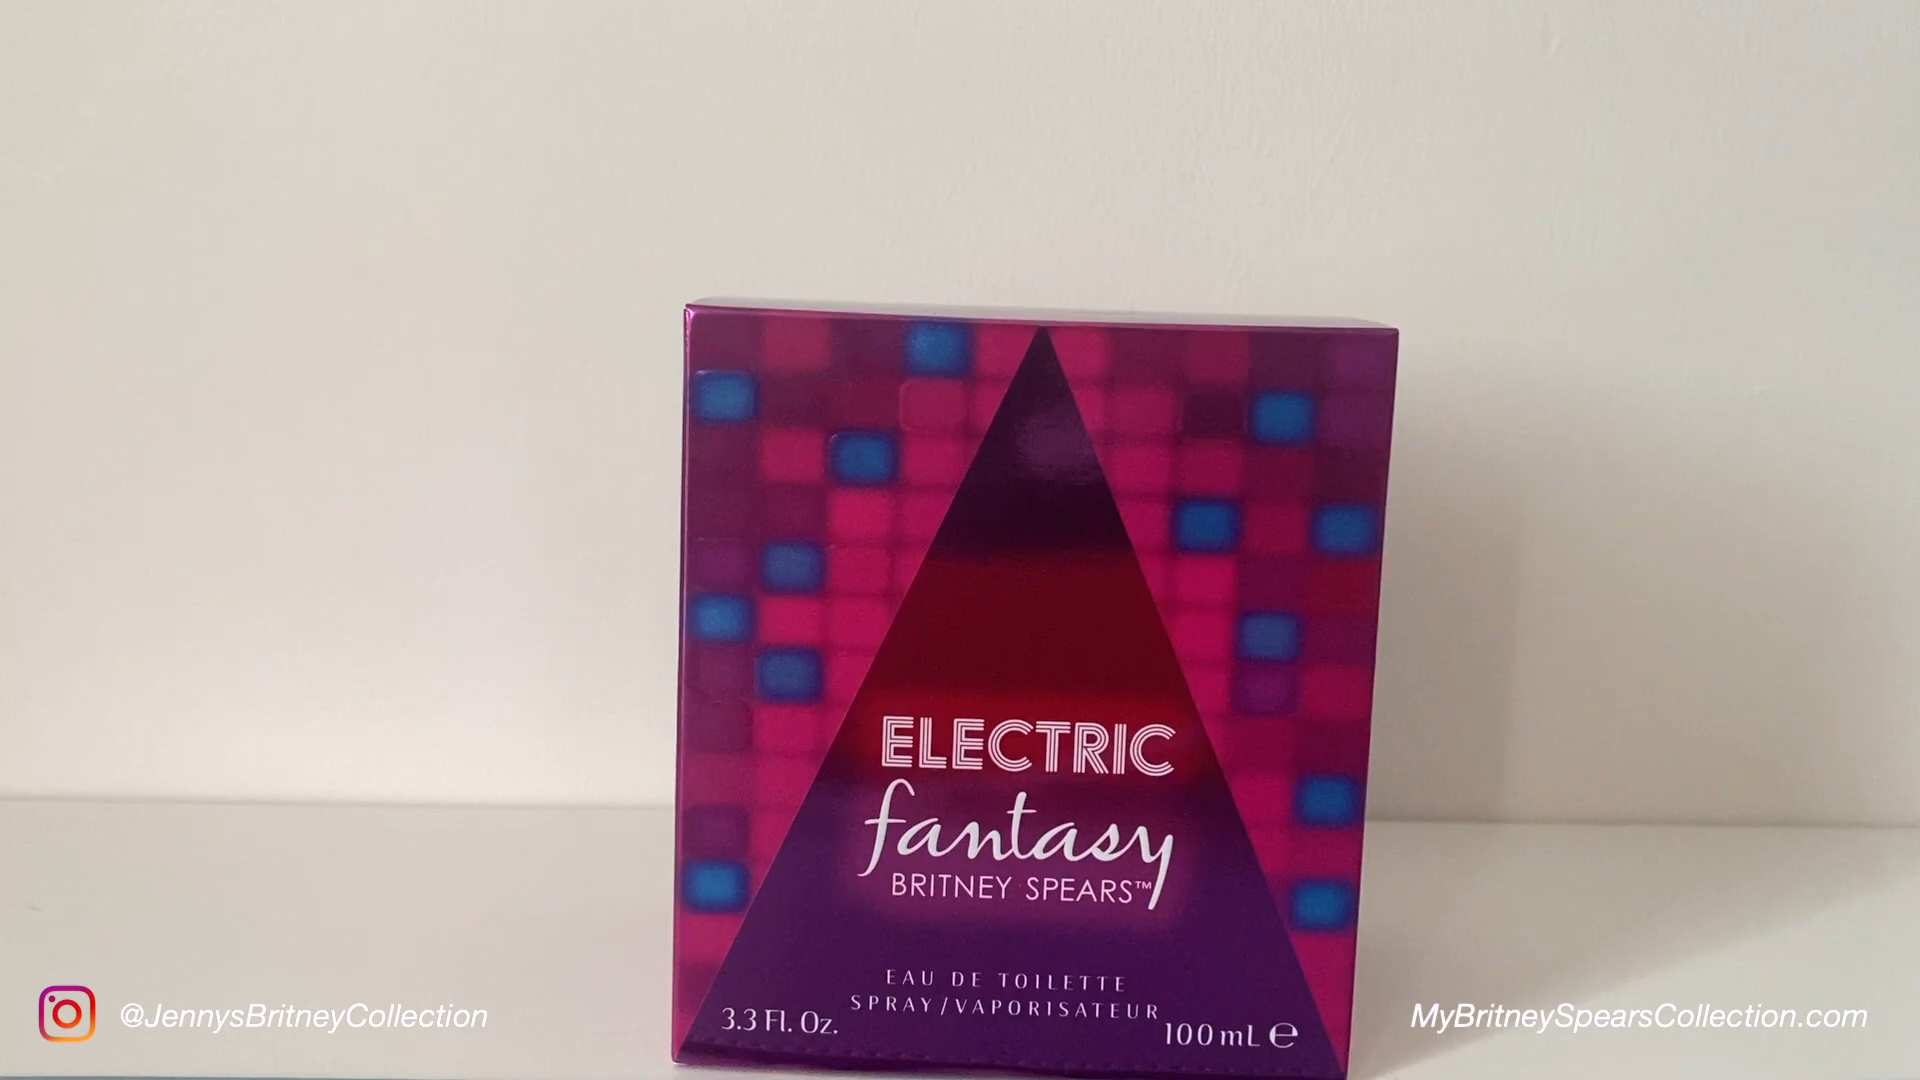 ELECTRIC
fantasy
BRITNEY SPEARS™
EAU DE TOILETTE
SPRAY/VAPORISATEUR
3.3 Fl. Oz.
100 mL ℮
@JennysBritneyCollection
MyBritneySpearsCollection.com